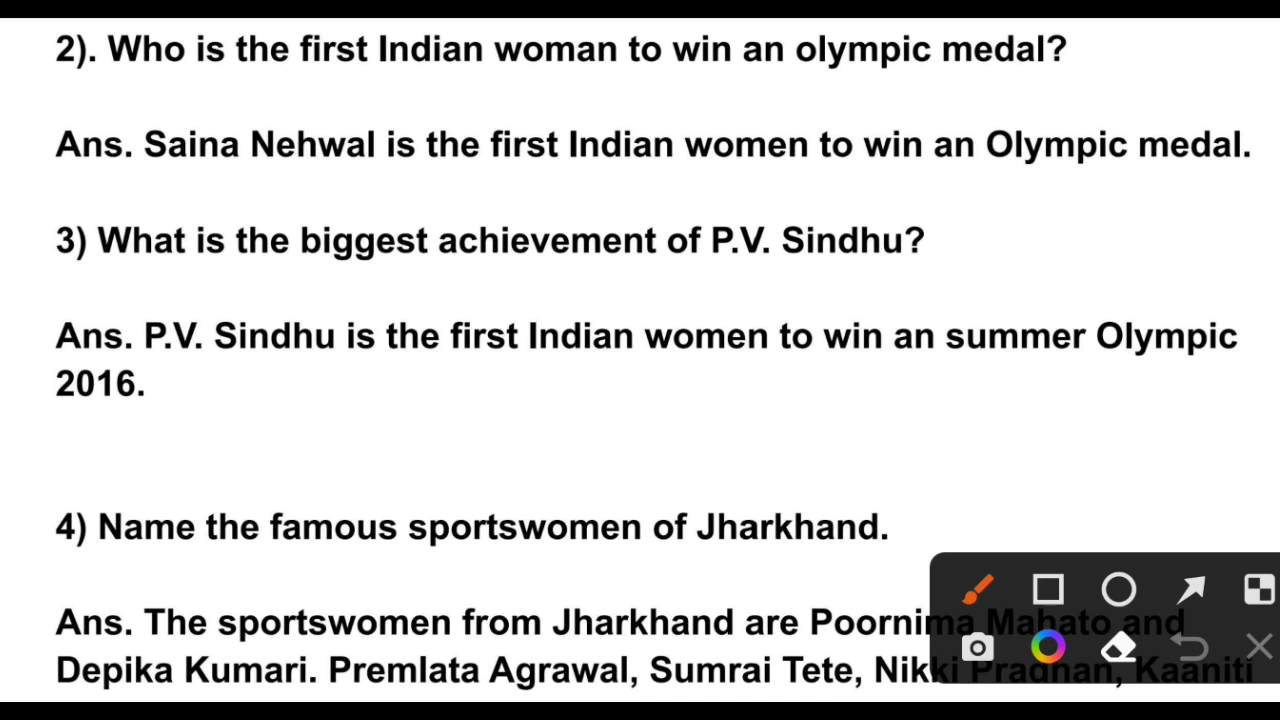 2). Who is the first Indian woman to win an olympic medal?
Ans. Saina Nehwal is the first Indian women to win an Olympic medal.
3) What is the biggest achievement of P.V. Sindhu?
Ans. P.V. Sindhu is the first Indian women to win an summer Olympic
2016.
4) Name the famous sportswomen of Jharkhand.
Ans. The sportswomen from Jharkhand are Poornima Mahato and
Depika Kumari. Premlata Agrawal, Sumrai Tete, Nikki Pradhan, Kaaniti